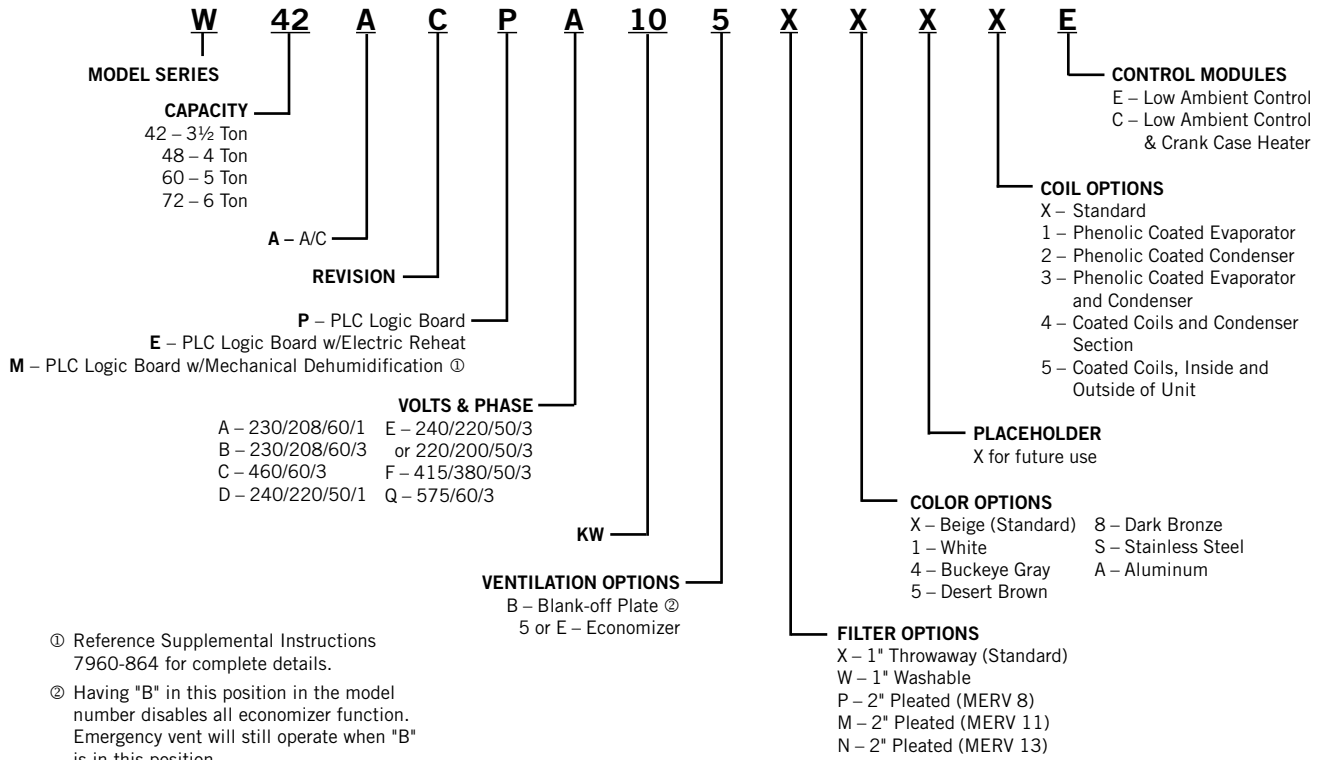 W 42 A C P A 10 5 X X X X E
MODEL SERIES
CAPACITY
42 – 3½ Ton
48 – 4 Ton
60 – 5 Ton
72 – 6 Ton
A – A/C
REVISION
P – PLC Logic Board
E – PLC Logic Board w/Electric Reheat
M – PLC Logic Board w/Mechanical Dehumidification ①
VOLTS & PHASE
A – 230/208/60/1
B – 230/208/60/3
C – 460/60/3
D – 240/220/50/1
E – 240/220/50/3
or 220/200/50/3
F – 415/380/50/3
Q – 575/60/3
KW
VENTILATION OPTIONS
B – Blank-off Plate ②
5 or E – Economizer
① Reference Supplemental Instructions
7960-864 for complete details.
② Having "B" in this position in the model
number disables all economizer function.
Emergency vent will still operate when "B"
is in this position
CONTROL MODULES
E – Low Ambient Control
C – Low Ambient Control
& Crank Case Heater
COIL OPTIONS
X – Standard
1 – Phenolic Coated Evaporator
2 – Phenolic Coated Condenser
3 – Phenolic Coated Evaporator
and Condenser
4 – Coated Coils and Condenser
Section
5 – Coated Coils, Inside and
Outside of Unit
PLACEHOLDER
X for future use
COLOR OPTIONS
X – Beige (Standard)
1 – White
4 – Buckeye Gray
5 – Desert Brown
8 – Dark Bronze
S – Stainless Steel
A – Aluminum
FILTER OPTIONS
X – 1" Throwaway (Standard)
W – 1" Washable
P – 2" Pleated (MERV 8)
M – 2" Pleated (MERV 11)
N – 2" Pleated (MERV 13)